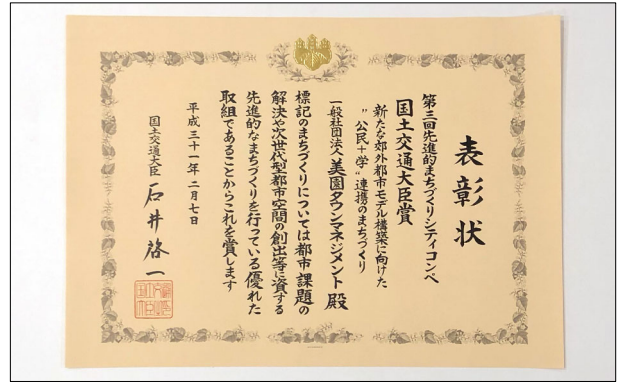 表彰状
第三回先進的まちづくりシティコンペ
国土交通大臣賞
新たな郊外都市モデル構築に向けた
〃公民+学〃連携のまちづくり
一般社団法人美園タウンマネジメント殿
標記のまちづくりについては都市課題の
解決や次世代型都市空間の創出等に資する
先進的なまちづくりを行っている優れた
取組であることからこれを賞します
平成三十一年二月七日
国土交通大臣 石井啓一